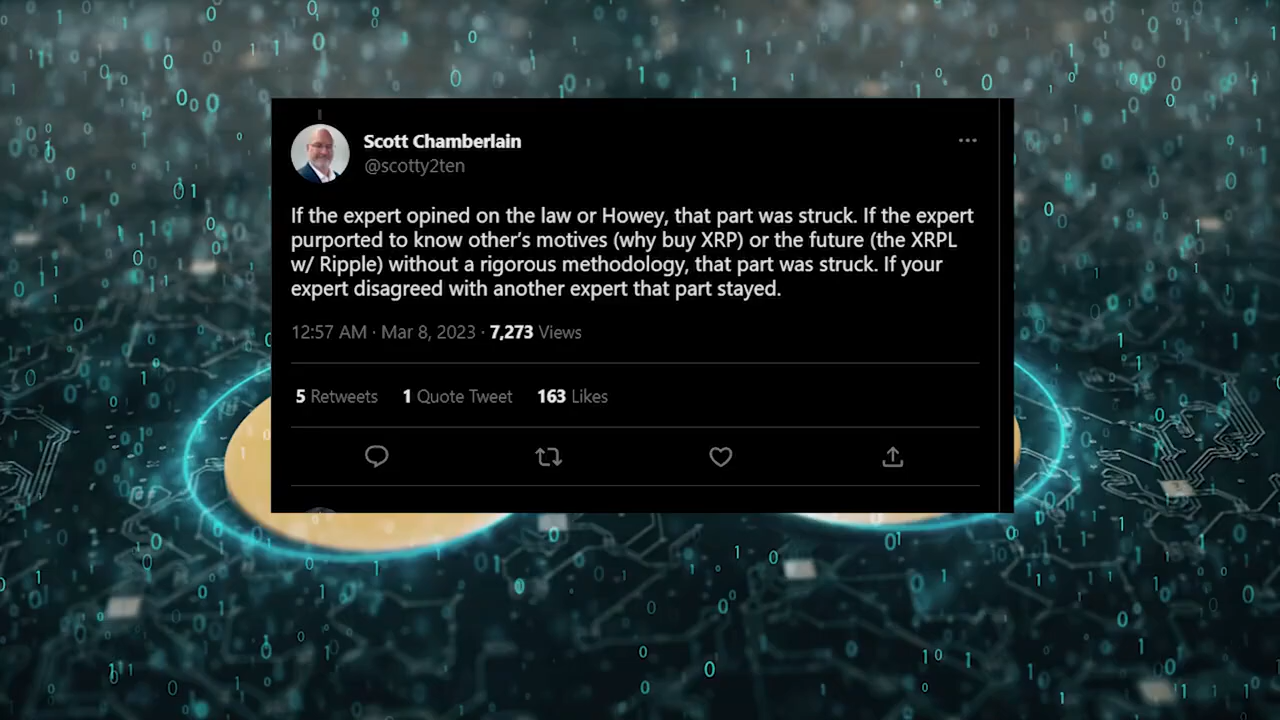 Scott Chamberlain
@scotty2ten
If the expert opined on the law or Howey, that part was struck. If the expert
purported to know other's motives (why buy XRP) or the future (the XRPL
w/ Ripple) without a rigorous methodology, that part was struck. If your
expert disagreed with another expert that part stayed.
12:57 AM · Mar 8, 2023 · 7,273 Views
5 Retweets 1 Quote Tweet 163 Likes